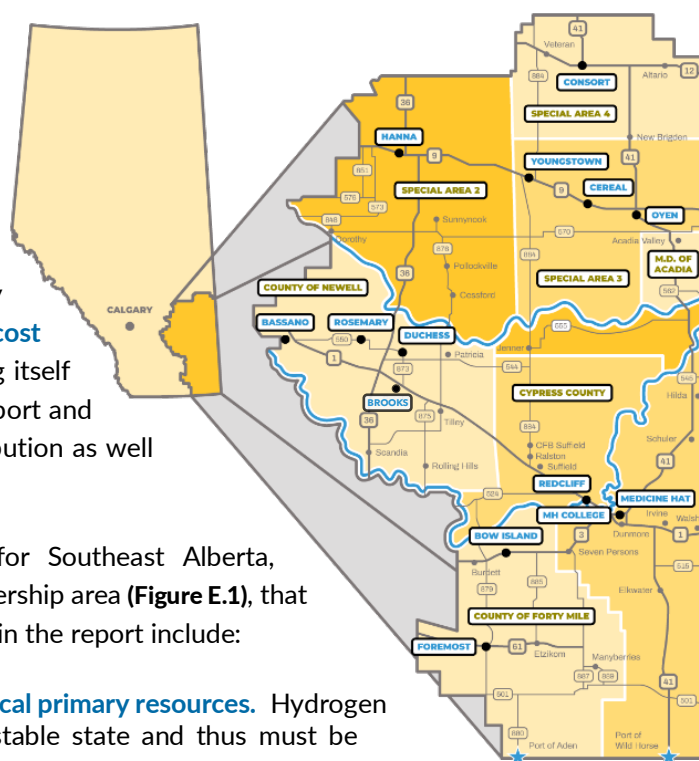 cost
g itself
port and
oution as well
for Southeast Alberta,
ership area (Figure E.1), that
in the report include:
cal primary resources. Hydrogen
stable state and thus must be
CALGARY
41
Veteran
884
CONSORT
Altario
12
SPECIAL AREA 4
36
HANNA
9
New Brigden
41
YOUNGSTOWN
851
9
CEREAL
SPECIAL AREA 2
576
573
OYEN
848
Sunnynook
570
Dorothy
Acadia Valley
876
884
M.D. OF
ACADIA
Pollockville
36
SPECIAL AREA 3
COUNTY OF NEWELL
562
Cessford
BASSANO
ROSEMARY
DUCHESS
555
550
Jenner
Patricia
1
873
544
CYPRESS COUNTY
BROOKS
Hilda
36
875
Tilley
884
Schuler
CFB Suffield
Scandia
Ralston
41
Rolling Hills
Suffield
REDCLIFF
524
MEDICINE HAT
MH COLLEGE
Irvine
Walsh
BOW ISLAND
3
Dunmore
1
Seven Persons
Burdett
515
879
885
Elkwater
COUNTY OF FORTY MILE
FOREMOST
61
Etzikom
Manyberries
887
889
41
501
501
880
Port of Aden
Port of
Wild Horse